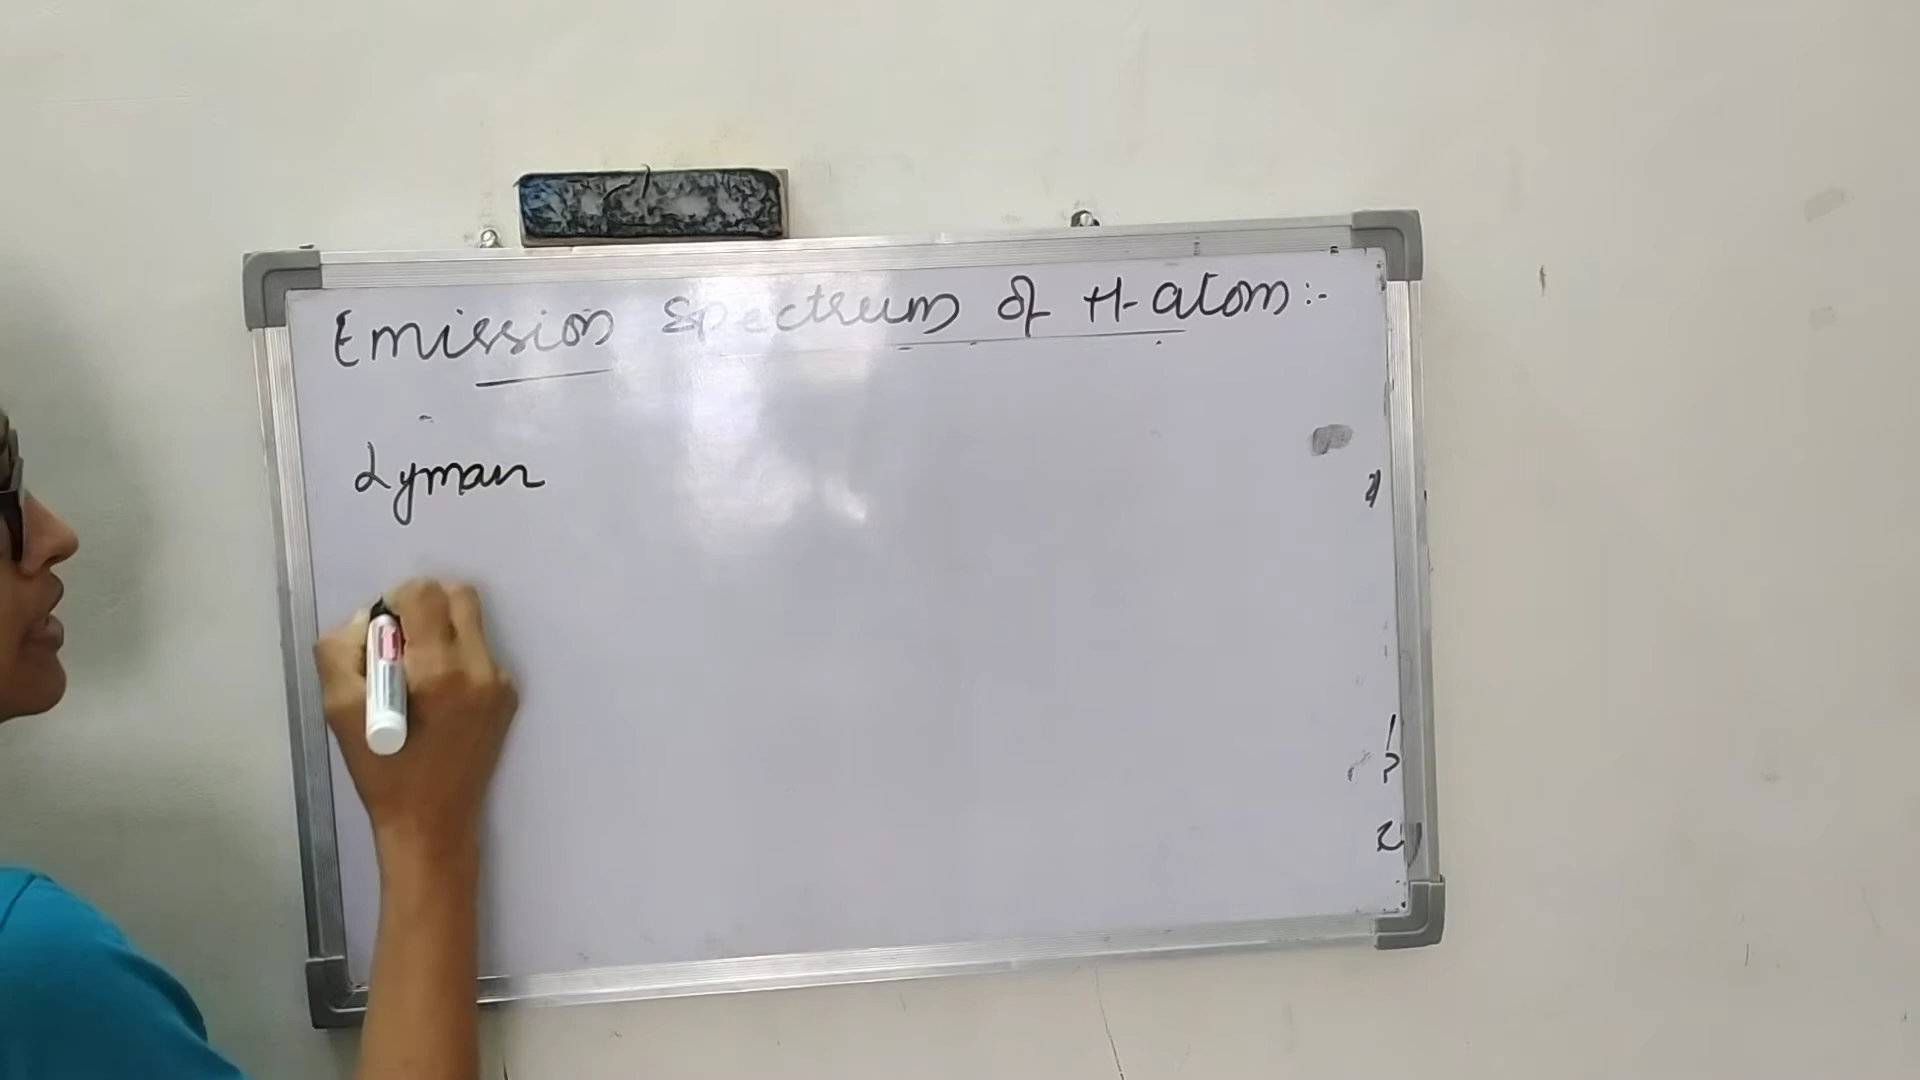 Emission Spectrum of H-atom:-
Lyman